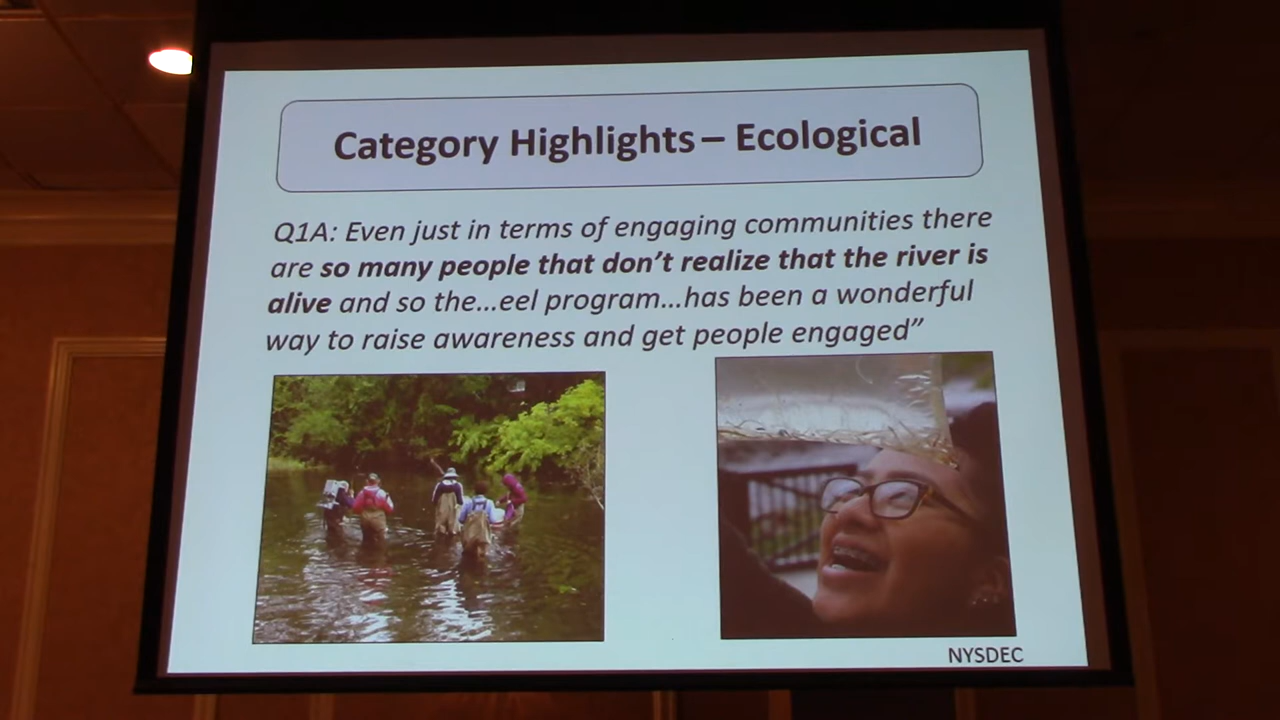 Category Highlights – Ecological
Q1A: Even just in terms of engaging communities there
are so many people that don't realize that the river is
alive and so the...eel program...has been a wonderful
way to raise awareness and get people engaged”
NYSDEC